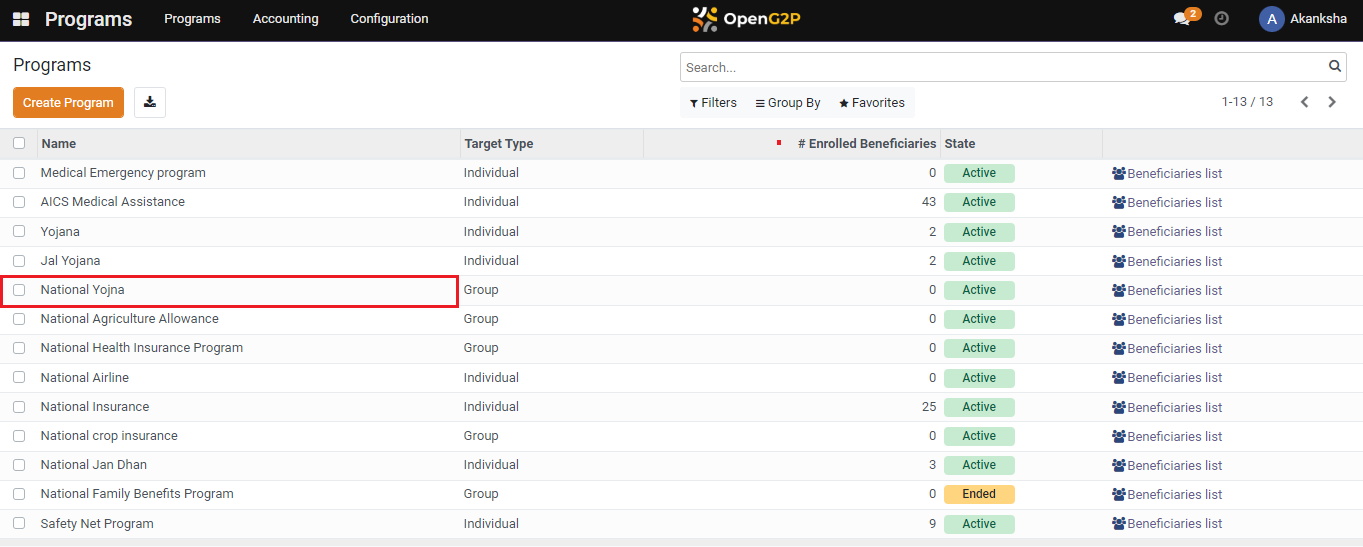 Programs Programs Accounting Configuration OpenG2P 2 A Akanksha
Programs Search...
Create Program Filters Group By Favorites 1-13 / 13
Name Target Type # Enrolled Beneficiaries State
Medical Emergency program Individual 0 Active Beneficiaries list
AICS Medical Assistance Individual 43 Active Beneficiaries list
Yojana Individual 2 Active Beneficiaries list
Jal Yojana Individual 2 Active Beneficiaries list
National Yojna Group 0 Active Beneficiaries list
National Agriculture Allowance Group 0 Active Beneficiaries list
National Health Insurance Program Group 0 Active Beneficiaries list
National Airline Individual 0 Active Beneficiaries list
National Insurance Individual 25 Active Beneficiaries list
National crop insurance Group 0 Active Beneficiaries list
National Jan Dhan Individual 3 Active Beneficiaries list
National Family Benefits Program Group 0 Ended Beneficiaries list
Safety Net Program Individual 9 Active Beneficiaries list